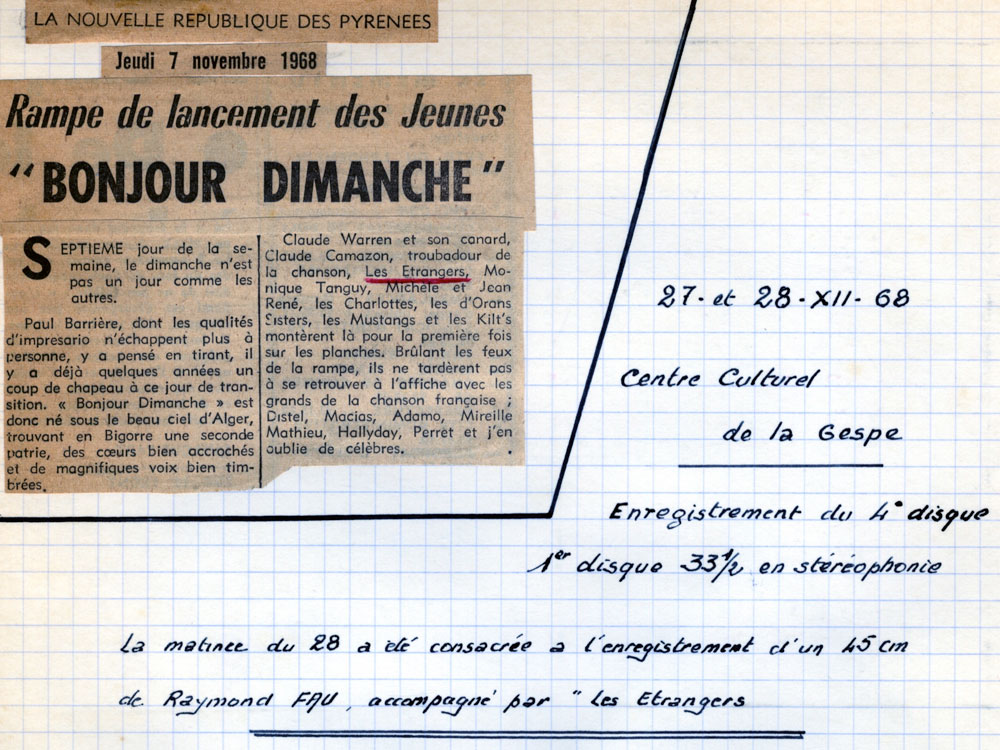 LA NOUVELLE REPUBLIQUE DES PYRENEES
Jeudi 7 novembre 1968
Rampe de lancement des Jeunes
"BONJOUR DIMANCHE"
SEPTIEME jour de la se-
maine, le dimanche n'est
pas un jour comme les
autres.
Paul Barrière, dont les qualités
d'impresario n'échappent plus à
personne, y a pensé en tirant, il
y a déjà quelques années un
coup de chapeau à ce jour de tran-
sition. « Bonjour Dimanche » est
donc né sous le beau ciel d'Alger,
trouvant en Bigorre une seconde
patrie, des cœurs bien accrochés
et de magnifiques voix bien tim-
brées.
Claude Warren et son canard,
Claude Camazon, troubadour de
la chanson, Les Etrangers, Mo-
nique Tanguy, Michèle et Jean
René, les Charlottes, les d'Orans
Sisters, les Mustangs et les Kilt's
montèrent là pour la première fois
sur les planches. Brûlant les feux
de la rampe, ils ne tardèrent pas
à se retrouver à l'affiche avec les
grands de la chanson française ;
Distel, Macias, Adamo, Mireille
Mathieu, Hallyday, Perret et j'en
oublie de célèbres.
27. et 28-XII-68
Centre Culturel
de la Gespe
Enregistrement du 4° disque
1er disque 33 1/2 en stéréophonie
La matinee du 28 a été consacrée a l'enregistrement d'un 45 cm
de Raymond FAU, accompagné par " Les Etrangers